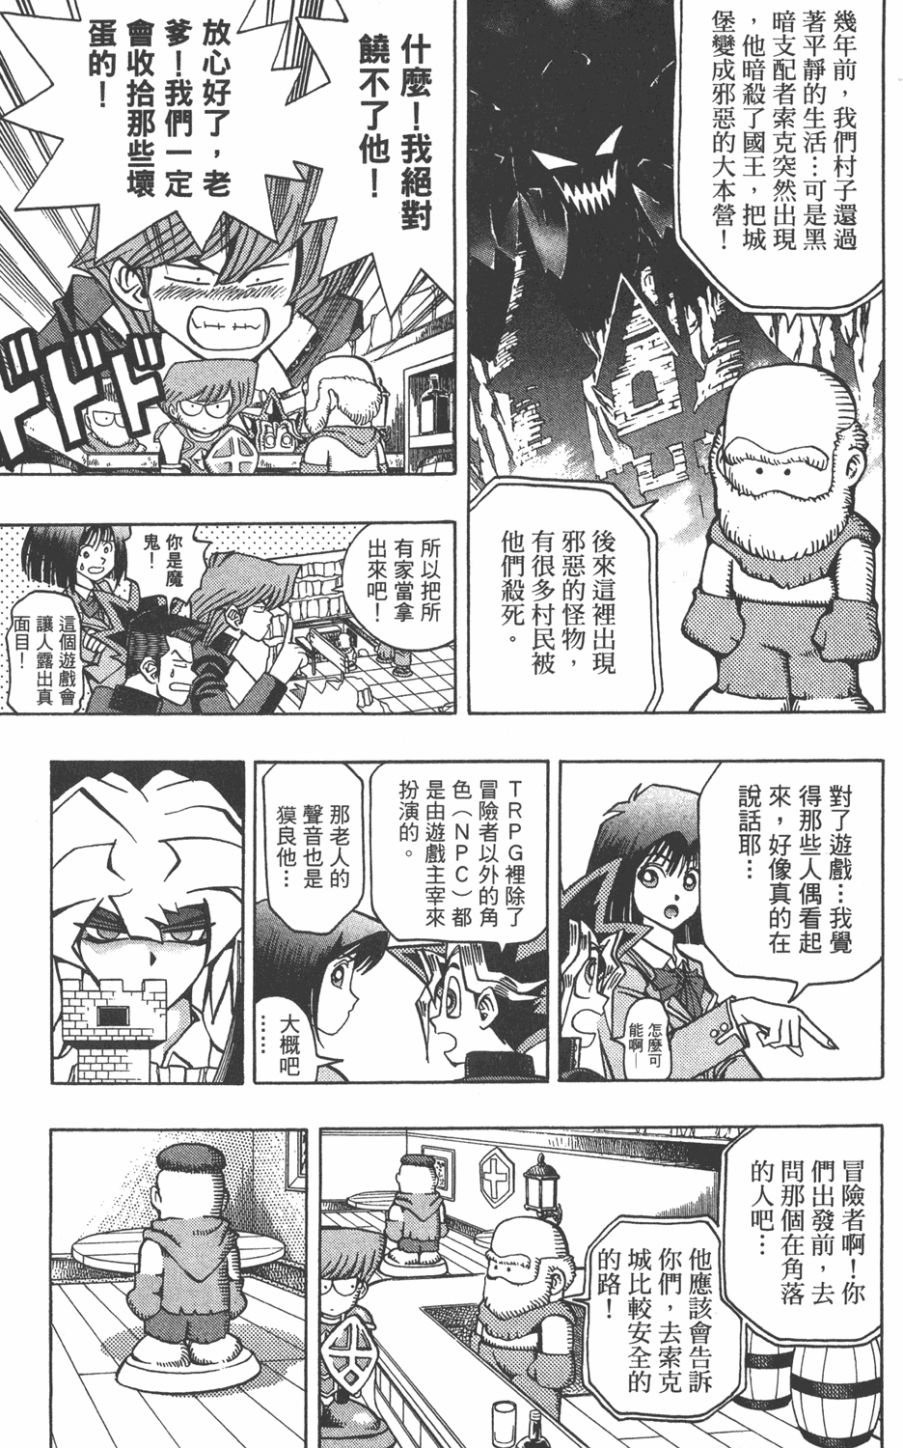 幾年前，我們村子還過
著平靜的生活…可是黑
暗支配者索克突然出現
，他暗殺了國王，把城
堡變成邪惡的大本營！
後來這裡出現
邪惡的怪物，
有很多村民被
他們殺死。
什麼！我絕對
饒不了他！
放心好了，老
爹！我們一定
會收拾那些壞
蛋的！
ドドドド
所以把所
有家當拿
出來吧！
你是魔
鬼！
這個遊戲會
讓人露出真
面目！
對了遊戲…我覺
得那些人偶看起
來，好像真的在
說話耶…
怎麼可
能啊—
ＴＲＰＧ裡除了
冒險者以外的角
色（ＮＰＣ）都
是由遊戲主宰來
扮演的。
那老人的
聲音也是
獏良他…
大概吧
……
冒險者啊！你
們出發前，去
問那個在角落
的人吧…
他應該會告訴
你們，去索克
城比較安全的
的路！